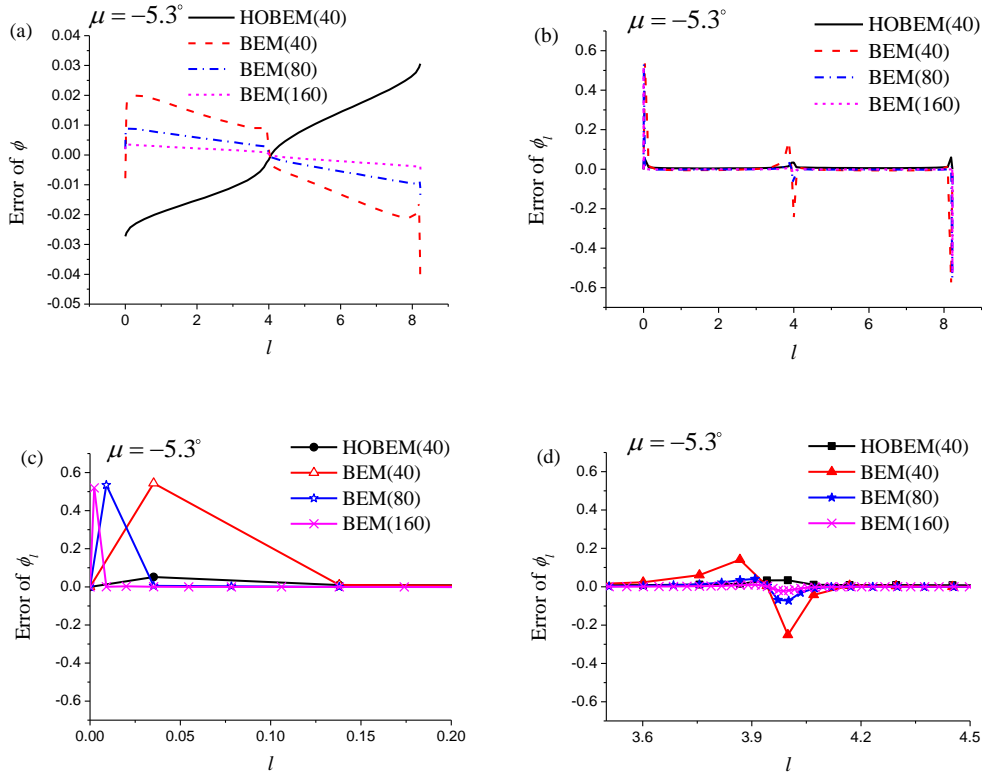 (a)
μ = −5.3°
HOBEM(40)
BEM(40)
BEM(80)
BEM(160)
Error of ϕ
0.04
0.03
0.02
0.01
0.00
-0.01
-0.02
-0.03
-0.04
-0.05
0 2 4 6 8
l
(b)
μ = −5.3°
HOBEM(40)
BEM(40)
BEM(80)
BEM(160)
Error of ϕl
0.6
0.4
0.2
0.0
-0.2
-0.4
-0.6
0 2 4 6 8
l
(c)
μ = −5.3°
HOBEM(40)
BEM(40)
BEM(80)
BEM(160)
Error of ϕl
0.6
0.4
0.2
0.0
-0.2
-0.4
-0.6
0.00 0.05 0.10 0.15 0.20
l
(d)
μ = −5.3°
HOBEM(40)
BEM(40)
BEM(80)
BEM(160)
Error of ϕl
0.6
0.4
0.2
0.0
-0.2
-0.4
-0.6
3.6 3.9 4.2 4.5
l